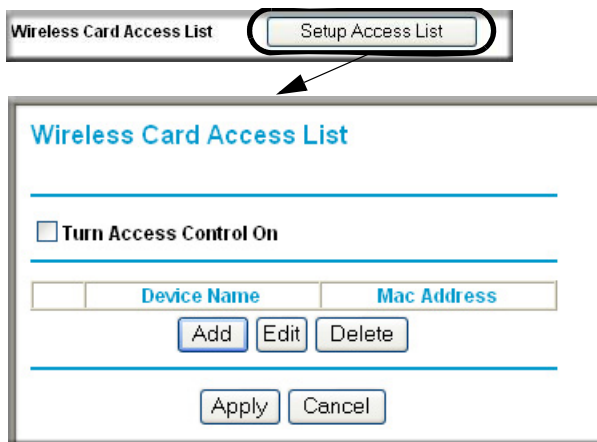 Wireless Card Access List Setup Access List
Wireless Card Access List
Turn Access Control On
Device Name Mac Address
Add Edit Delete
Apply Cancel